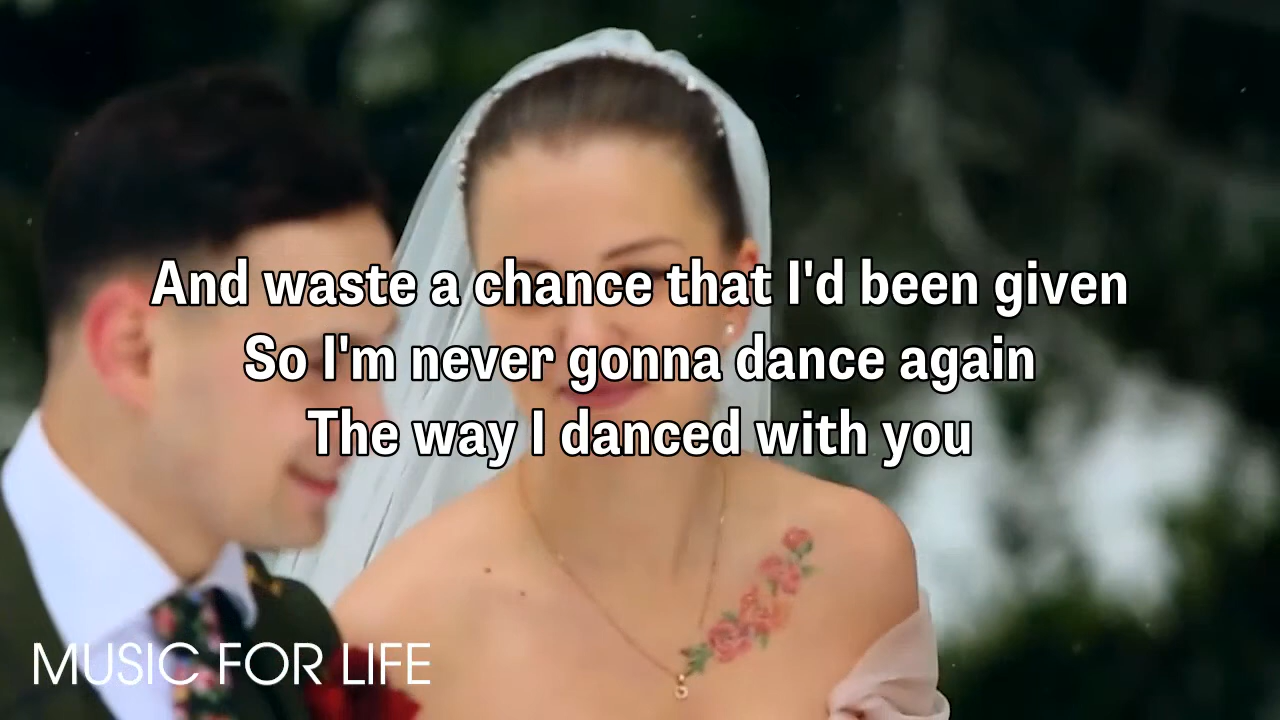 And waste a chance that I'd been given
So I'm never gonna dance again
The way I danced with you
MUSIC FOR LIFE